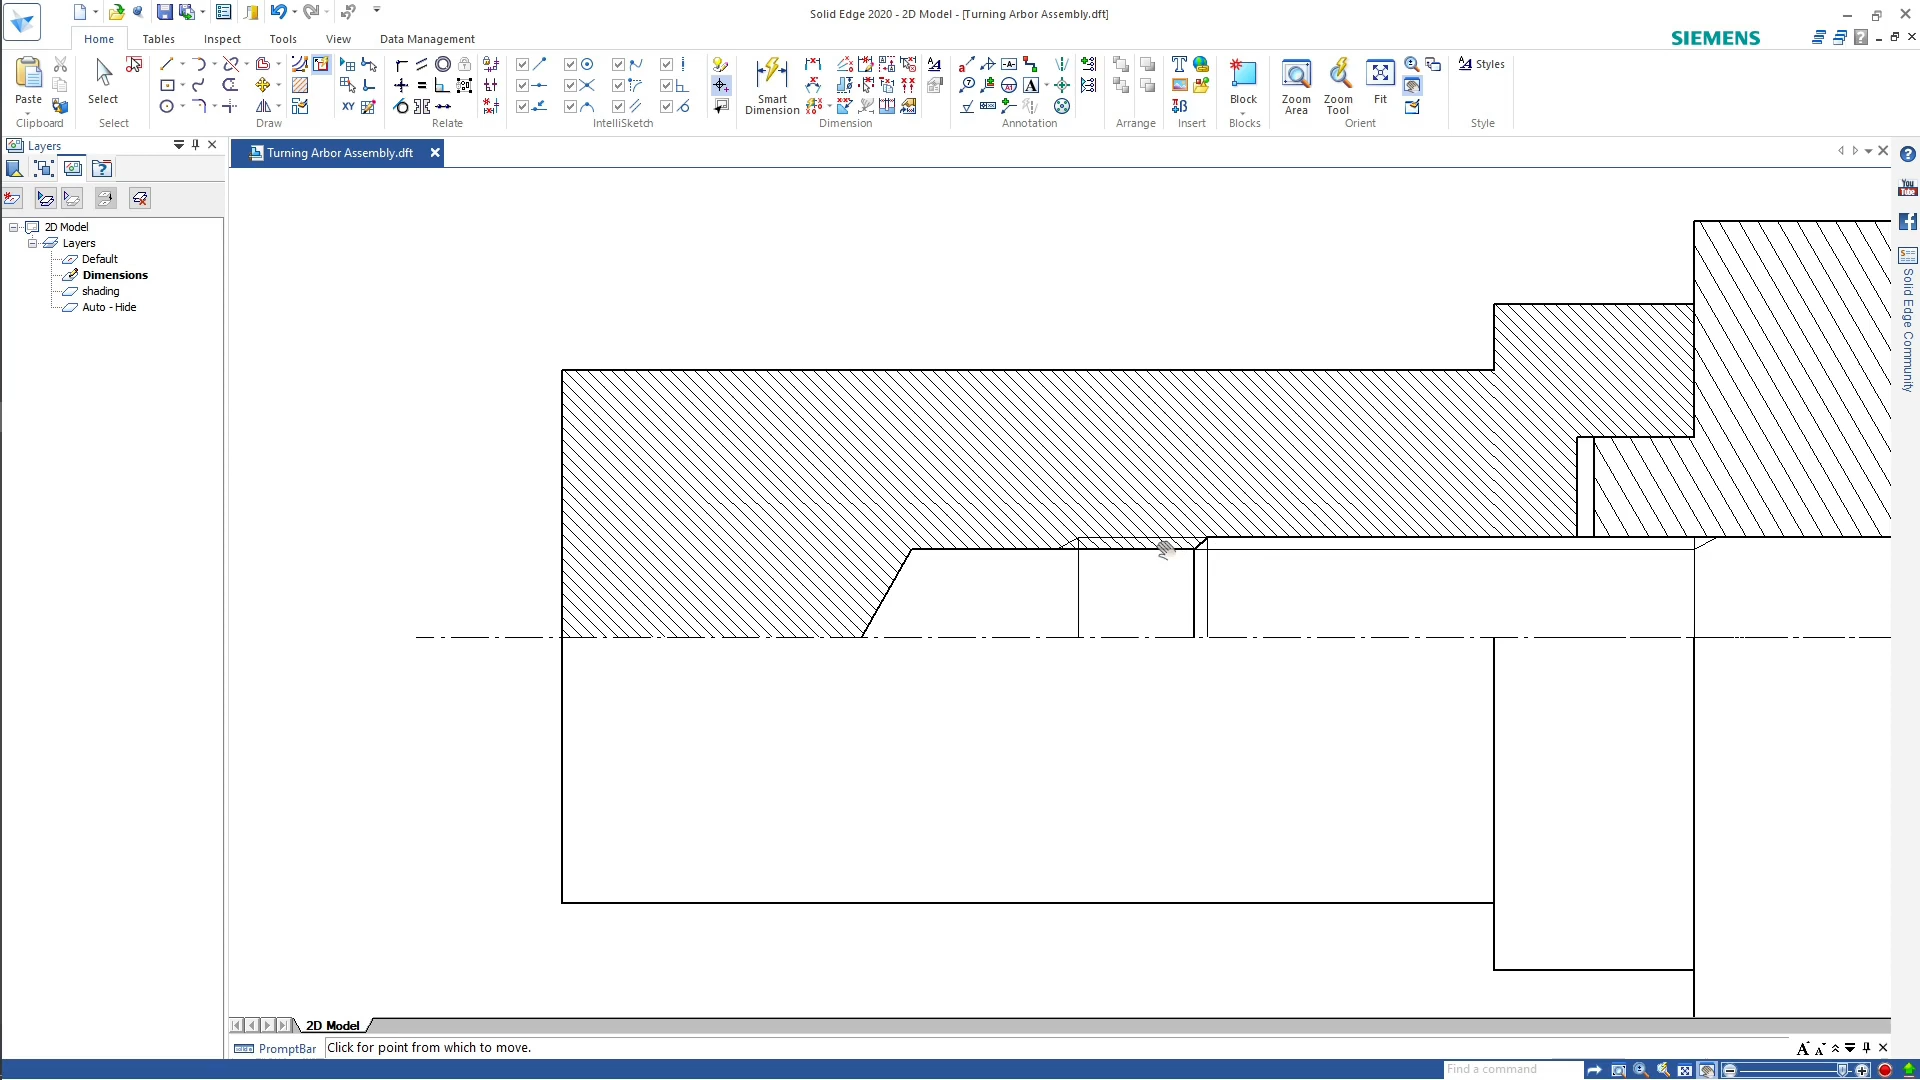 Solid Edge 2020 - 2D Model - [Turning Arbor Assembly.dft]
Home Tables Inspect Tools View Data Management
SIEMENS
Paste Select Smart Dimension Block Zoom Area Zoom Tool Fit Styles
XY
Clipboard Select Draw Relate IntelliSketch Dimension Annotation Arrange Insert Blocks Orient Style
Layers
Turning Arbor Assembly.dft
2D Model
Layers
Default
Dimensions
shading
Auto - Hide
You Tube
Solid Edge Community
2D Model
PromptBar Click for point from which to move.
Find a command